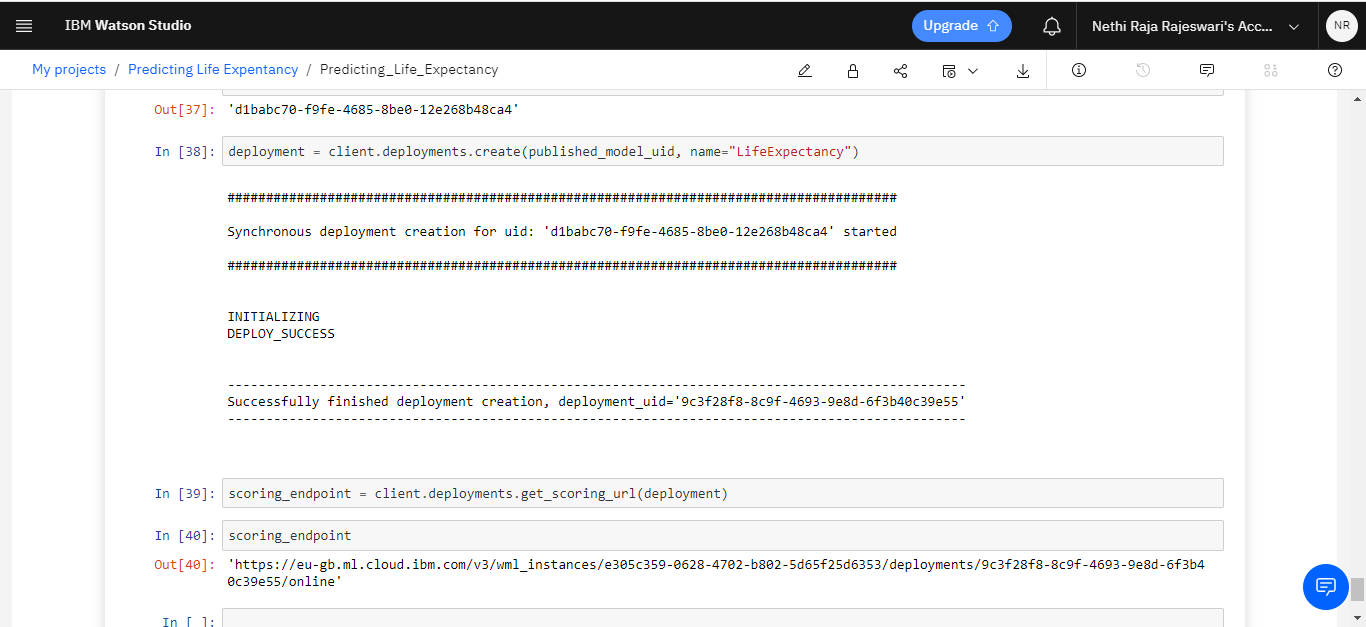 IBM Watson Studio
Upgrade
Nethi Raja Rajeswari's Acc...
NR
My projects / Predicting Life Expentancy / Predicting_Life_Expectancy
Out[37]: 'd1babc70-f9fe-4685-8be0-12e268b48ca4'
In [38]: deployment = client.deployments.create(published_model_uid, name="LifeExpectancy")
#######################################################################################
Synchronous deployment creation for uid: 'd1babc70-f9fe-4685-8be0-12e268b48ca4' started
#######################################################################################
INITIALIZING
DEPLOY_SUCCESS
------------------------------------------------------------------------------------------------
Successfully finished deployment creation, deployment_uid='9c3f28f8-8c9f-4693-9e8d-6f3b40c39e55'
------------------------------------------------------------------------------------------------
In [39]: scoring_endpoint = client.deployments.get_scoring_url(deployment)
In [40]: scoring_endpoint
Out[40]: 'https://eu-gb.ml.cloud.ibm.com/v3/wml_instances/e305c359-0628-4702-b802-5d65f25d6353/deployments/9c3f28f8-8c9f-4693-9e8d-6f3b4
0c39e55/online'
In [ ]: